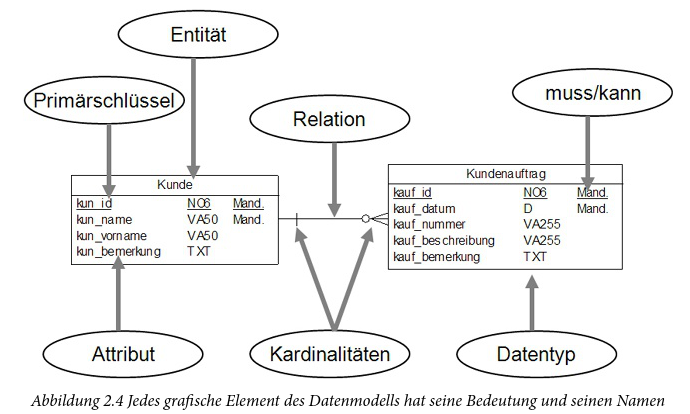 Entität
Primärschlüssel
Relation
muss/kann
Kunde
kun_id NO6 Mand.
kun_name VA50 Mand.
kun_vorname VA50
kun_bemerkung TXT
Kundenauftrag
kauf_id NO6 Mand.
kauf_datum D Mand.
kauf_nummer VA255
kauf_beschreibung VA255
kauf_bemerkung TXT
Attribut
Kardinalitäten
Datentyp
Abbildung 2.4 Jedes grafische Element des Datenmodells hat seine Bedeutung und seinen Namen